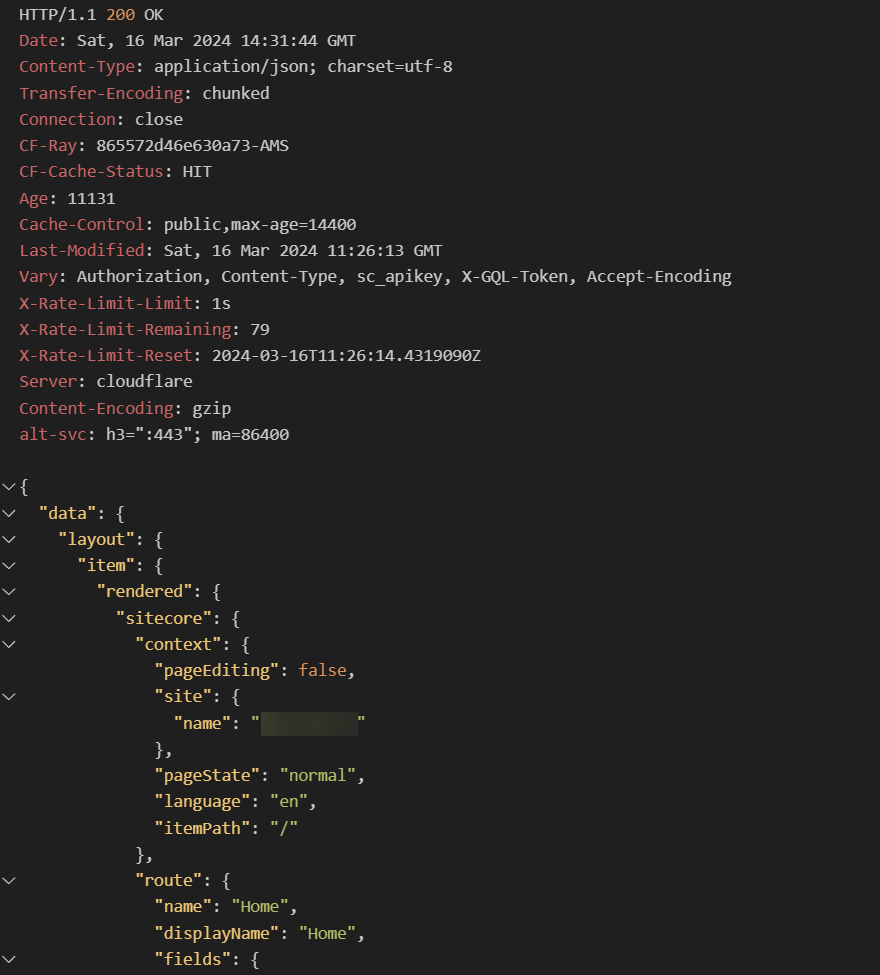 HTTP/1.1 200 OK
Date: Sat, 16 Mar 2024 14:31:44 GMT
Content-Type: application/json; charset=utf-8
Transfer-Encoding: chunked
Connection: close
CF-Ray: 865572d46e630a73-AMS
CF-Cache-Status: HIT
Age: 11131
Cache-Control: public,max-age=14400
Last-Modified: Sat, 16 Mar 2024 11:26:13 GMT
Vary: Authorization, Content-Type, sc_apikey, X-GQL-Token, Accept-Encoding
X-Rate-Limit-Limit: 1s
X-Rate-Limit-Remaining: 79
X-Rate-Limit-Reset: 2024-03-16T11:26:14.4319090Z
Server: cloudflare
Content-Encoding: gzip
alt-svc: h3=":443"; ma=86400
{
"data": {
"layout": {
"item": {
"rendered": {
"sitecore": {
"context": {
"pageEditing": false,
"site": {
"name": ""
},
"pageState": "normal",
"language": "en",
"itemPath": "/"
},
"route": {
"name": "Home",
"displayName": "Home",
"fields": {